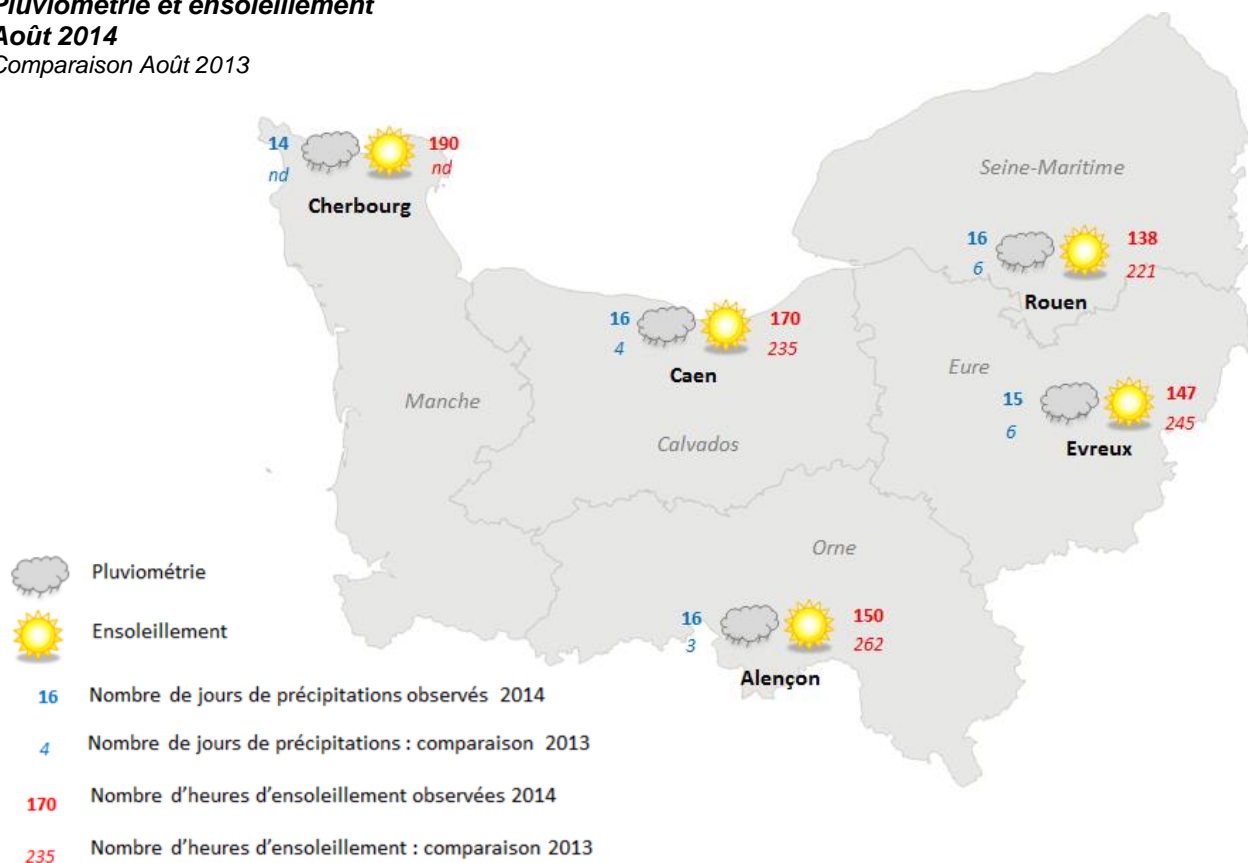 Pluviométrie et ensoleillement
Août 2014
Comparaison Août 2013
14 190
nd nd
Cherbourg
Seine-Maritime
16 138
6 221
Rouen
16 170
4 235
Caen
Eure
15 147
6 245
Evreux
Manche
Calvados
Orne
16 150
3 262
Alençon
Pluviométrie
Ensoleillement
16 Nombre de jours de précipitations observés 2014
4 Nombre de jours de précipitations : comparaison 2013
170 Nombre d'heures d'ensoleillement observées 2014
235 Nombre d'heures d'ensoleillement : comparaison 2013